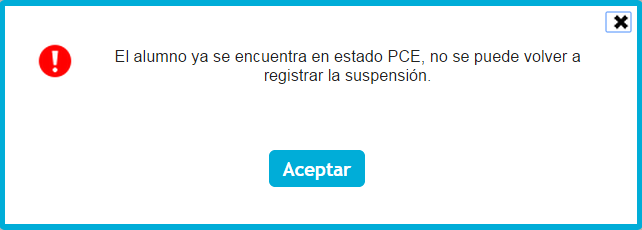 El alumno ya se encuentra en estado PCE, no se puede volver a
registrar la suspensión.
Aceptar